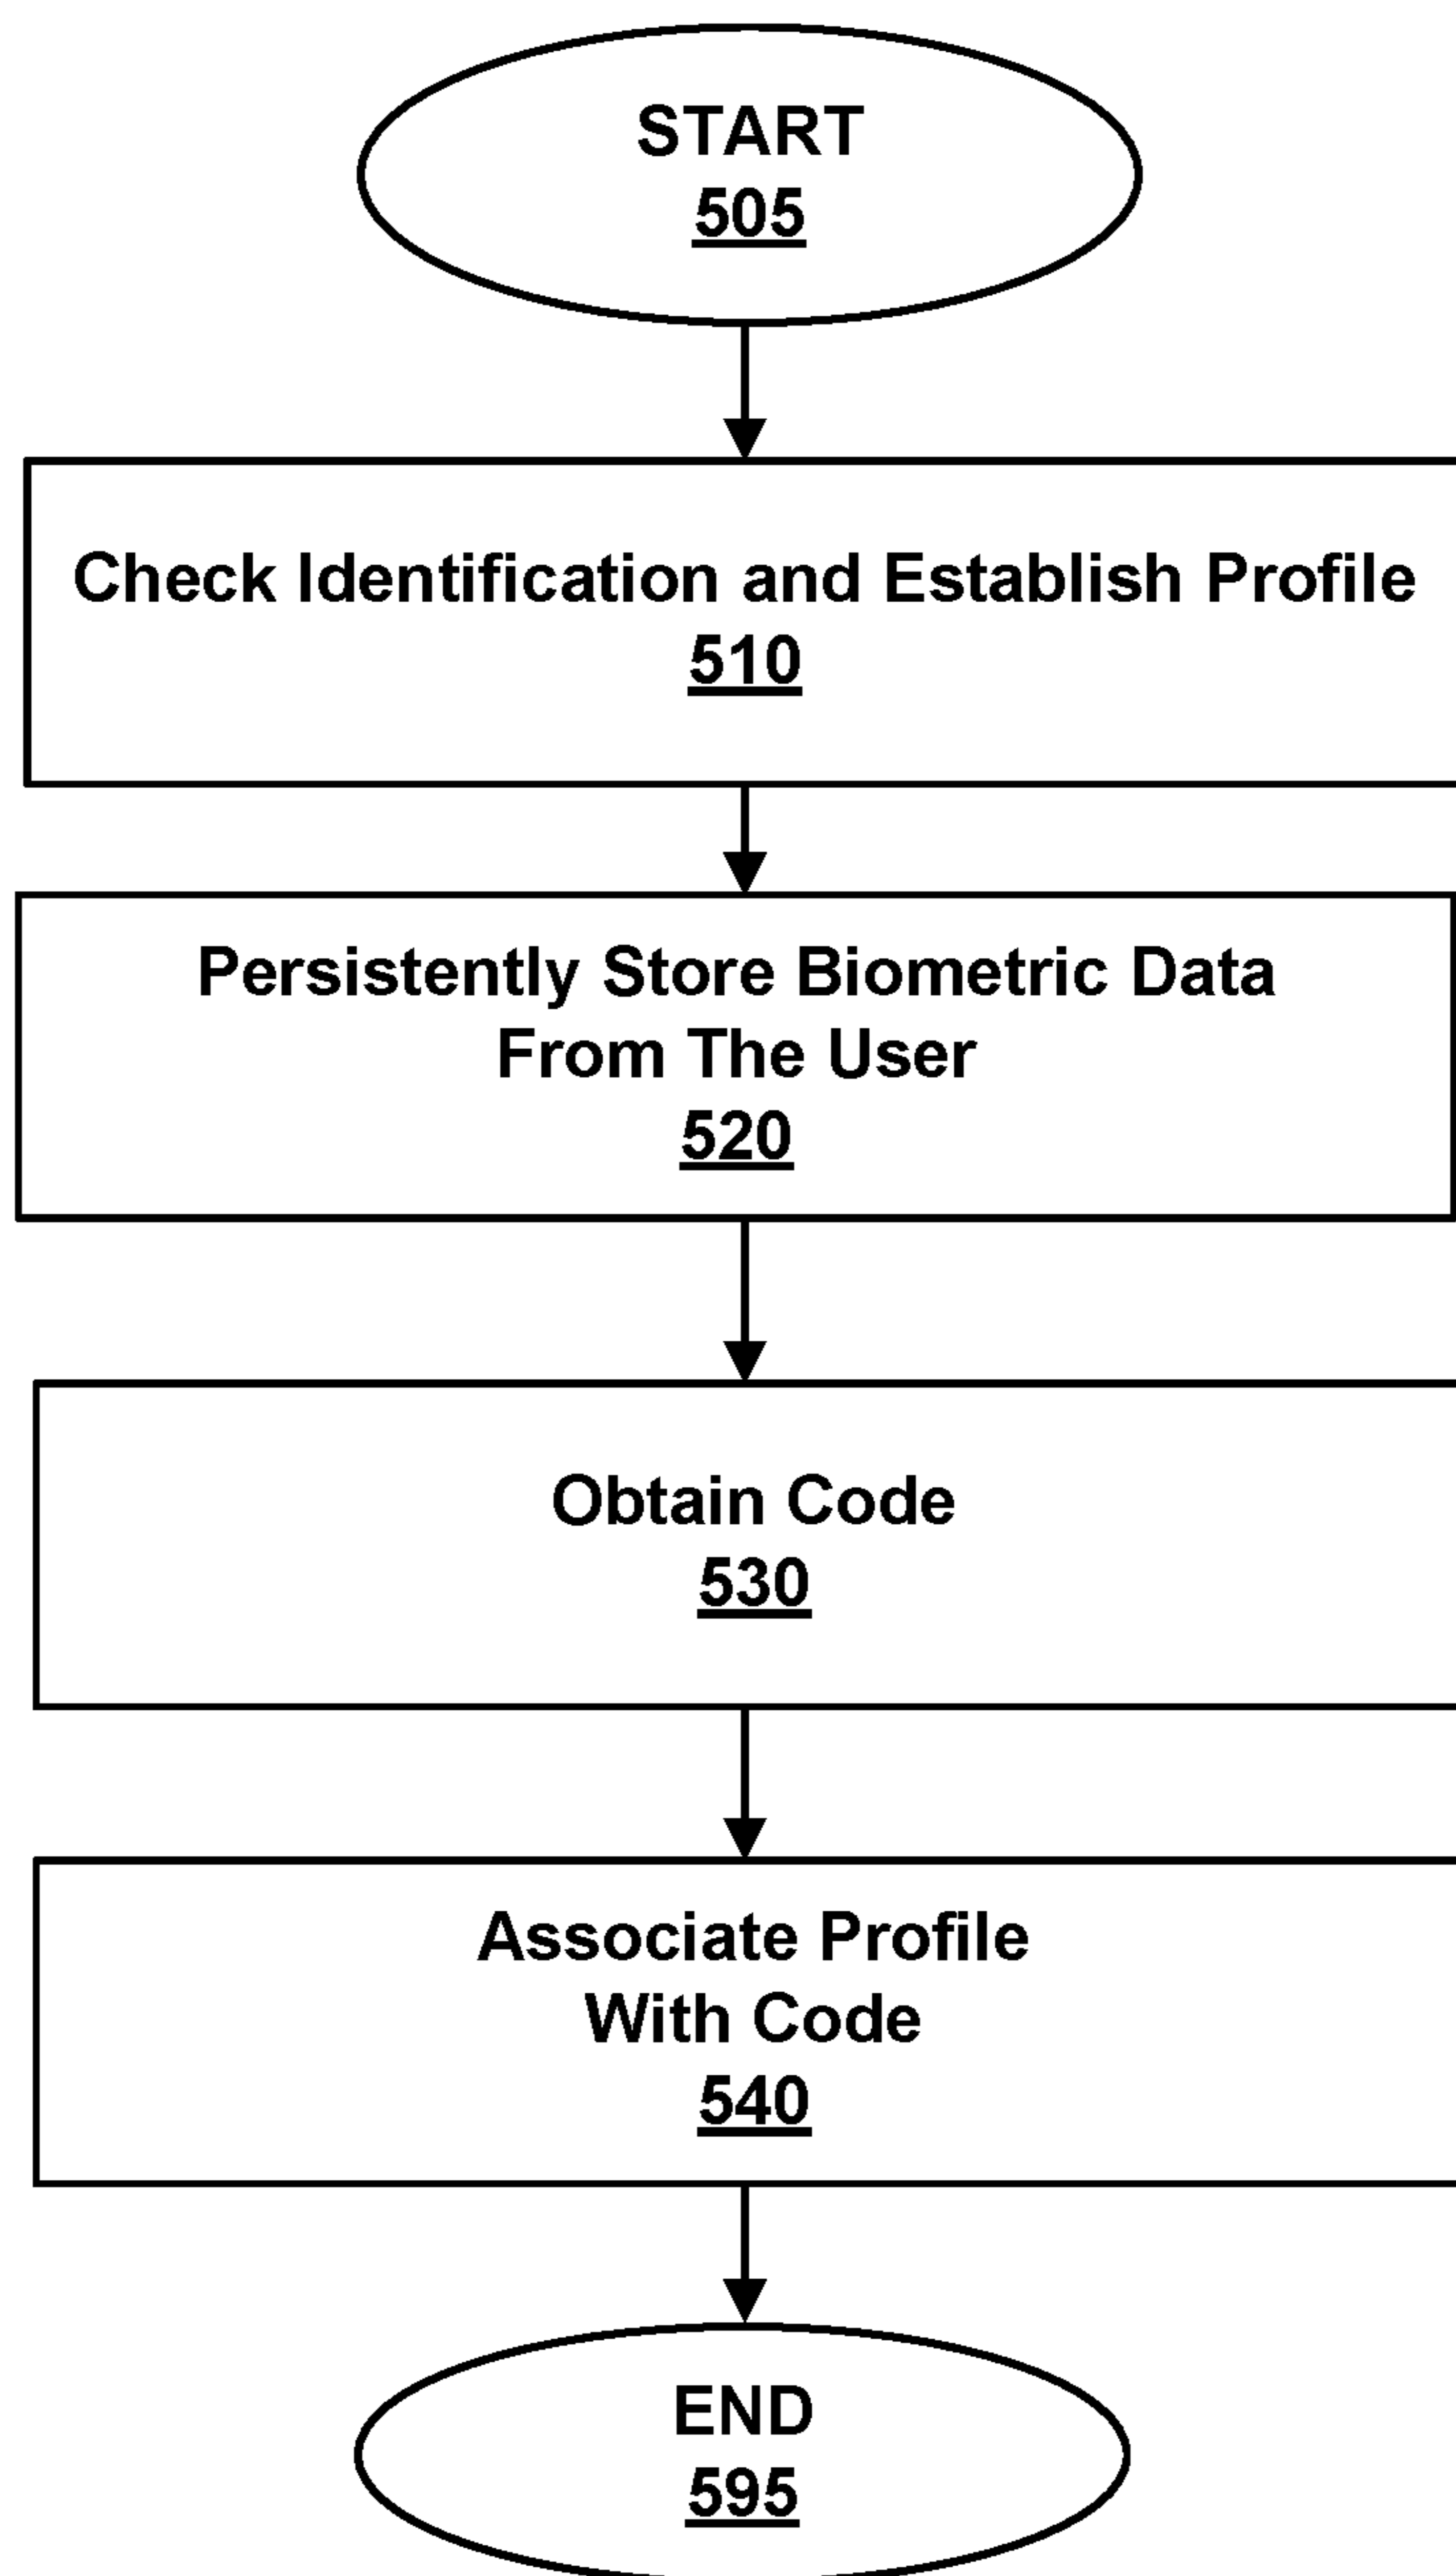 START
505
Check Identification and Establish Profile
510
Persistently Store Biometric Data
From The User
520
Obtain Code
530
Associate Profile
With Code
540
END
595